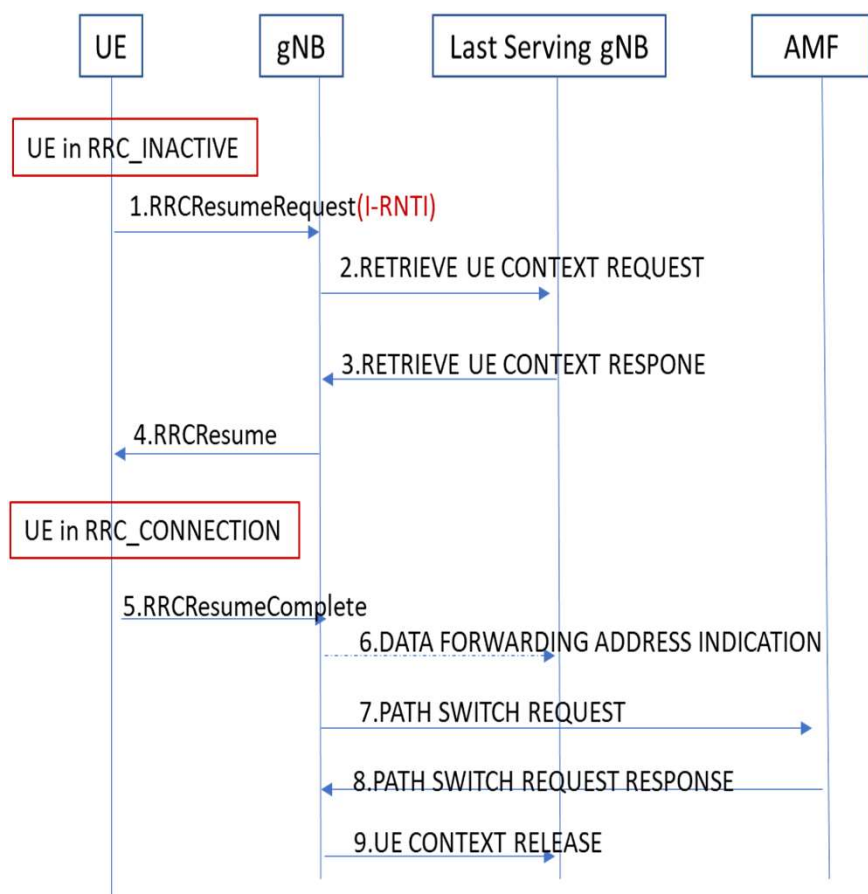 UE
gNB
Last Serving gNB
AMF
UE in RRC_INACTIVE
1.RRCResumeRequest(I-RNTI)
2.RETRIEVE UE CONTEXT REQUEST
3.RETRIEVE UE CONTEXT RESPONE
4.RRCResume
UE in RRC_CONNECTION
5.RRCResumeComplete
6.DATA FORWARDING ADDRESS INDICATION
7.PATH SWITCH REQUEST
8.PATH SWITCH REQUEST RESPONSE
9.UE CONTEXT RELEASE